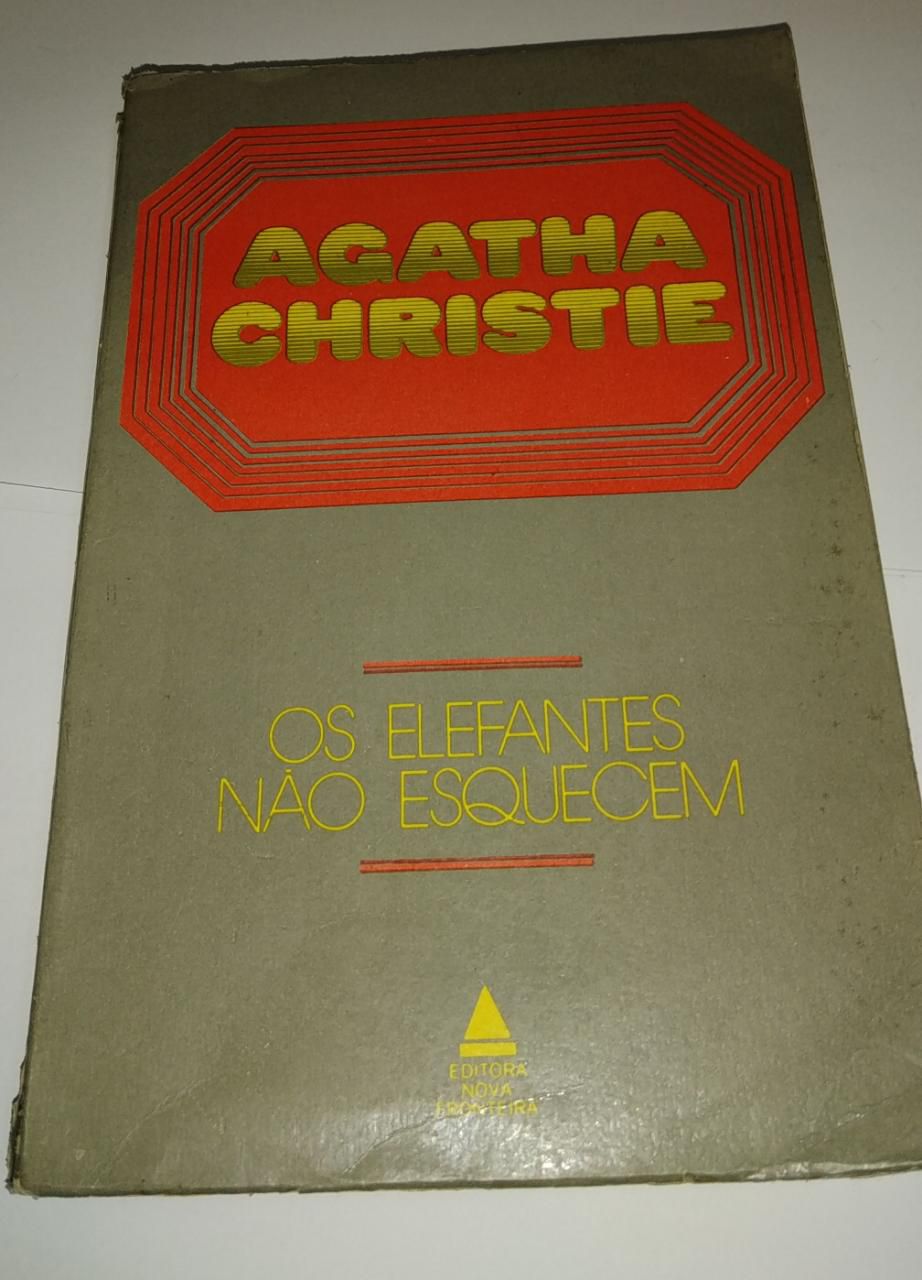 AGATHA
CHRISTIE
OS ELEFANTES
NÃO ESQUECEM
EDITORA
NOVA
FRONTEIRA